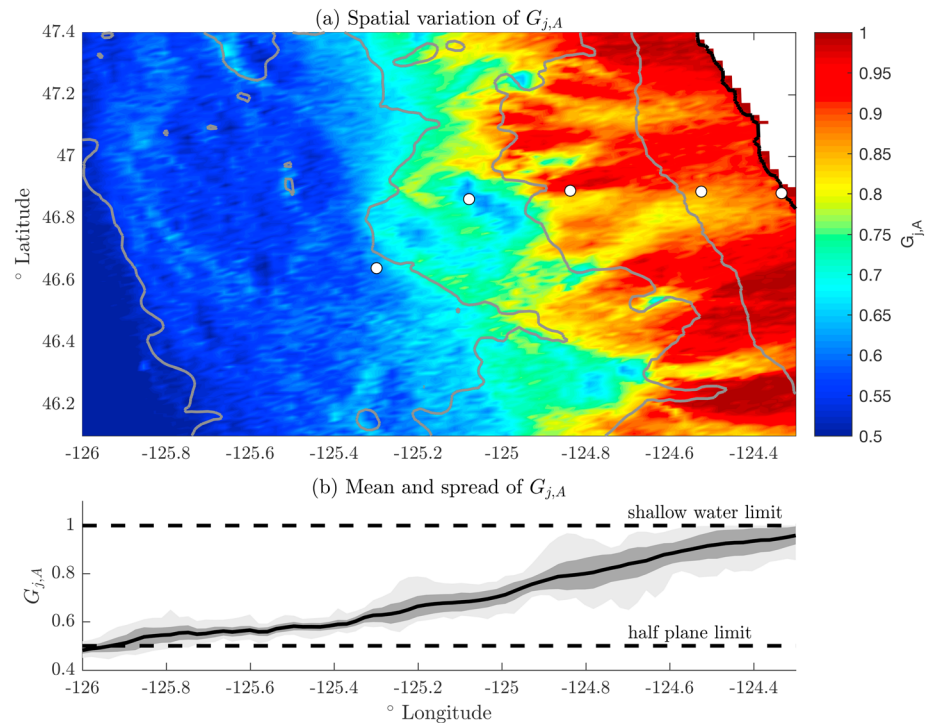 (a) Spatial variation of G_{j,A}
47.4
47.2
47
46.8
46.6
46.4
46.2
° Latitude
-126 -125.8 -125.6 -125.4 -125.2 -125 -124.8 -124.6 -124.4
1
0.95
0.9
0.85
0.8
0.75
0.7
0.65
0.6
0.55
0.5
G_{j,A}
(b) Mean and spread of G_{j,A}
1
0.8
0.6
0.4
G_{j,A}
shallow water limit
half plane limit
-126 -125.8 -125.6 -125.4 -125.2 -125 -124.8 -124.6 -124.4
° Longitude